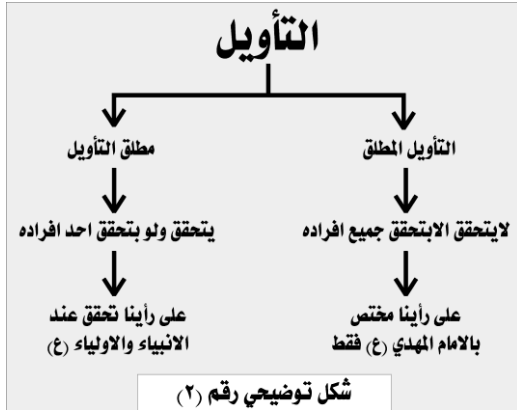 التأويل
التأويل المطلق
مطلق التأويل
لايتحقق الابتحقق جميع افراده
يتحقق ولو بتحقق احد افراده
على رأينا مختص
بالامام المهدي (ع) فقط
على رأينا تحقق عند
الانبياء والاولياء (ع)
شكل توضيحي رقم (٢)